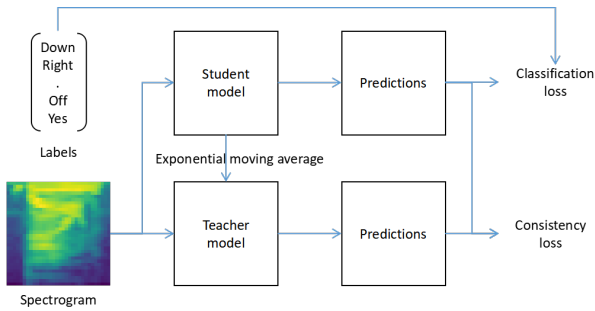 Down
Right
.
Off
Yes
Labels
Student
model
Predictions
Classification
loss
Exponential moving average
Teacher
model
Predictions
Consistency
loss
Spectrogram